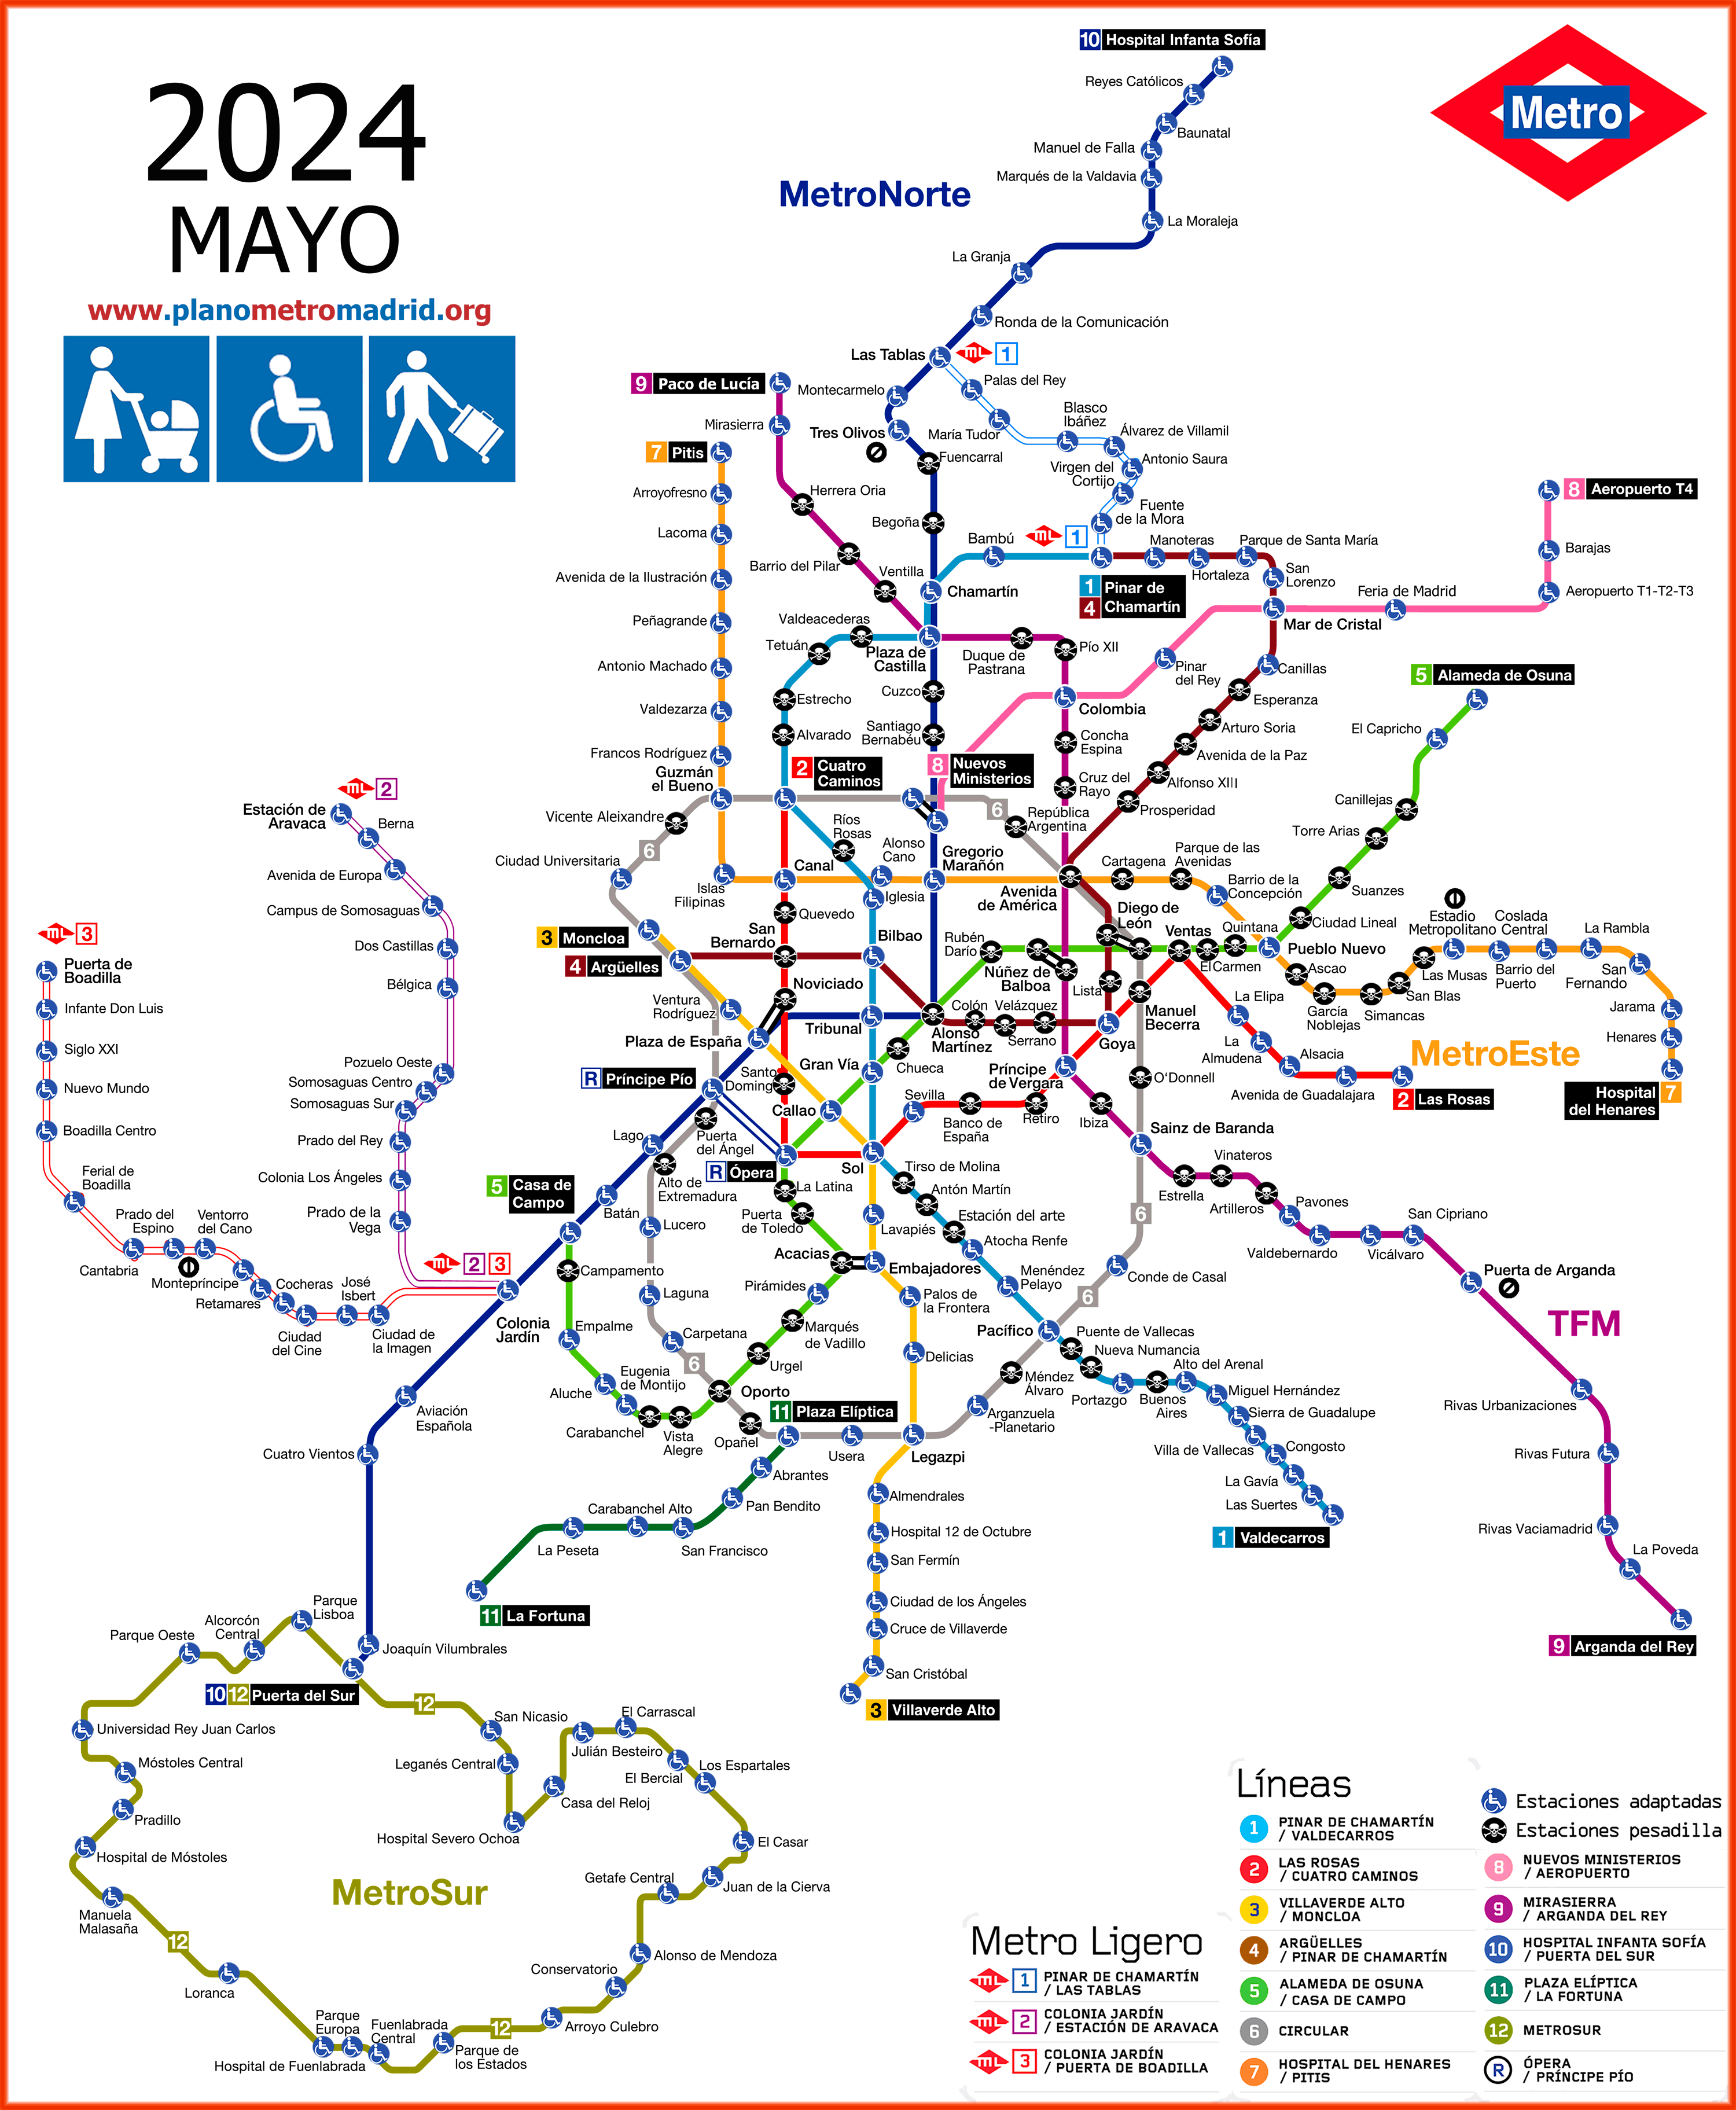 2024
MAYO
www.planometromadrid.org
Metro
MetroNorte
10 Hospital Infanta Sofía
Reyes Católicos
Baunatal
Manuel de Falla
Marqués de la Valdavia
La Moraleja
La Granja
Ronda de la Comunicación
Las Tablas
mL 1
Montecarmelo
Palas del Rey
María Tudor
Blasco
Ibáñez
Álvarez de Villamil
Antonio Saura
Virgen del
Cortijo
Fuente
de la Mora
Tres Olivos
Fuencarral
Begoña
9 Paco de Lucía
Mirasierra
Herrera Oria
Barrio del Pilar
Ventilla
7 Pitis
Arroyofresno
Lacoma
Avenida de la Ilustración
Peñagrande
Antonio Machado
Valdezarza
Francos Rodríguez
Guzmán
el Bueno
Islas
Filipinas
Bambú
mL 1
1 Pinar de
4 Chamartín
Manoteras
Hortaleza
Parque de Santa María
San
Lorenzo
Mar de Cristal
Feria de Madrid
8 Aeropuerto T4
Barajas
Aeropuerto T1-T2-T3
Chamartín
Valdeacederas
Tetuán
Plaza de
Castilla
Duque de
Pastrana
Pío XII
Pinar
del Rey
Canillas
Esperanza
Arturo Soria
Avenida de la Paz
Alfonso XIII
Prosperidad
Estrecho
Alvarado
Cuzco
Santiago
Bernabéu
Colombia
Concha
Espina
Cruz del
Rayo
8 Nuevos
Ministerios
2 Cuatro
Caminos
5 Alameda de Osuna
El Capricho
Canillejas
Torre Arias
Suanzes
Ciudad Lineal
Vicente Aleixandre
6
Ciudad Universitaria
6
República
Argentina
Ríos
Rosas
Alonso
Cano
Gregorio
Marañón
Canal
Iglesia
Avenida
de América
Cartagena
Parque de las
Avenidas
Barrio de la
Concepción
Quevedo
San
Bernardo
Bilbao
Rubén
Darío
Núñez de
Balboa
Diego de
León
Ventas
El Carmen
Quintana
Pueblo Nuevo
Ascao
García
Noblejas
Simancas
San Blas
Las Musas
Estadio
Metropolitano
Coslada
Central
Barrio del
Puerto
La Rambla
San
Fernando
Jarama
Henares
Hospital
del Henares 7
MetroEste
3 Moncloa
4 Argüelles
Ventura
Rodríguez
Plaza de España
Noviciado
Tribunal
Alonso
Martínez
Colón
Velázquez
Serrano
Lista
Goya
Manuel
Becerra
La Elipa
La
Almudena
Alsacia
Avenida de Guadalajara
2 Las Rosas
O'Donnell
R Príncipe Pío
Santo
Domingo
Gran Vía
Chueca
Callao
Sevilla
Banco de
España
Retiro
Príncipe
de Vergara
Ibiza
Sainz de Baranda
Estrella
Vinateros
Artilleros
Pavones
Valdebernardo
Vicálvaro
San Cipriano
Puerta de Arganda
TFM
Rivas Urbanizaciones
Rivas Futura
Rivas Vaciamadrid
La Poveda
9 Arganda del Rey
Lago
Puerta
del Ángel
Alto de
Extremadura
R Ópera
Sol
Batán
5 Casa de
Campo
Lucero
La Latina
Puerta
de Toledo
Lavapiés
Tirso de Molina
Antón Martín
Estación del arte
Atocha Renfe
Menéndez
Pelayo
Pacífico
6
Conde de Casal
6
Acacias
Embajadores
Pirámides
Palos de
la Frontera
Delicias
Campamento
Laguna
Carpetana
6
Marqués
de Vadillo
Urgel
Oporto
Empalme
Aluche
Eugenia
de Montijo
Carabanchel
Vista
Alegre
Opañel
11 Plaza Elíptica
Usera
Legazpi
Arganzuela
-Planetario
Méndez
Álvaro
Puente de Vallecas
Nueva Numancia
Portazgo
Buenos
Aires
Alto del Arenal
Miguel Hernández
Sierra de Guadalupe
Villa de Vallecas
Congosto
La Gavía
Las Suertes
1 Valdecarros
Abrantes
Pan Bendito
San Francisco
Carabanchel Alto
La Peseta
11 La Fortuna
Almendrales
Hospital 12 de Octubre
San Fermín
Ciudad de los Ángeles
Cruce de Villaverde
San Cristóbal
3 Villaverde Alto
mL 2
Estación de
Aravaca
Berna
Avenida de Europa
Campus de Somosaguas
Dos Castillas
Bélgica
Pozuelo Oeste
Somosaguas Centro
Somosaguas Sur
Prado del Rey
Colonia Los Ángeles
Prado de la
Vega
mL 2 3
Colonia
Jardín
mL 3
Puerta de
Boadilla
Infante Don Luis
Siglo XXI
Nuevo Mundo
Boadilla Centro
Ferial de
Boadilla
Prado del
Espino
Ventorro
del Cano
Cantabria
Montepríncipe
Retamares
Cocheras
José
Isbert
Ciudad
del Cine
Ciudad de
la Imagen
Aviación
Española
Cuatro Vientos
Joaquín Vilumbrales
10 12 Puerta del Sur
Parque
Lisboa
Alcorcón
Central
Parque Oeste
Universidad Rey Juan Carlos
Móstoles Central
Pradillo
Hospital de Móstoles
Manuela
Malasaña
12
Loranca
Hospital de Fuenlabrada
Parque
Europa
Fuenlabrada
Central
Parque de
los Estados
12
Arroyo Culebro
Conservatorio
Alonso de Mendoza
Getafe Central
Juan de la Cierva
El Casar
Los Espartales
El Bercial
El Carrascal
Julián Besteiro
Casa del Reloj
Hospital Severo Ochoa
Leganés Central
San Nicasio
12
MetroSur
Metro Ligero
mL 1 PINAR DE CHAMARTÍN
/ LAS TABLAS
mL 2 COLONIA JARDÍN
/ ESTACIÓN DE ARAVACA
mL 3 COLONIA JARDÍN
/ PUERTA DE BOADILLA
Líneas
1 PINAR DE CHAMARTÍN
/ VALDECARROS
2 LAS ROSAS
/ CUATRO CAMINOS
3 VILLAVERDE ALTO
/ MONCLOA
4 ARGÜELLES
/ PINAR DE CHAMARTÍN
5 ALAMEDA DE OSUNA
/ CASA DE CAMPO
6 CIRCULAR
7 HOSPITAL DEL HENARES
/ PITIS
Estaciones adaptadas
Estaciones pesadilla
8 NUEVOS MINISTERIOS
/ AEROPUERTO
9 MIRASIERRA
/ ARGANDA DEL REY
10 HOSPITAL INFANTA SOFÍA
/ PUERTA DEL SUR
11 PLAZA ELÍPTICA
/ LA FORTUNA
12 METROSUR
R ÓPERA
/ PRÍNCIPE PÍO